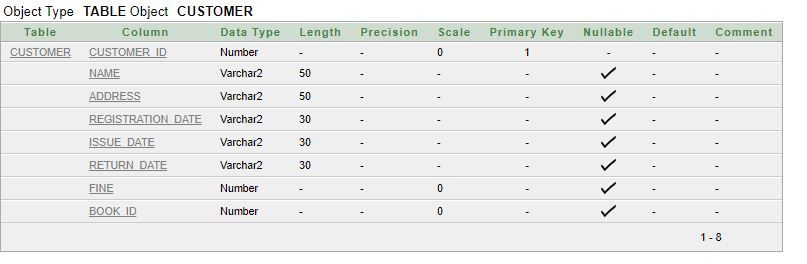 Object Type TABLE Object CUSTOMER
Table Column Data Type Length Precision Scale Primary Key Nullable Default Comment
CUSTOMER CUSTOMER_ID Number - - 0 1 - - -
NAME Varchar2 50 - - - ✓ - -
ADDRESS Varchar2 50 - - - ✓ - -
REGISTRATION_DATE Varchar2 30 - - - ✓ - -
ISSUE_DATE Varchar2 30 - - - ✓ - -
RETURN_DATE Varchar2 30 - - - ✓ - -
FINE Number - - 0 - ✓ - -
BOOK_ID Number - - 0 - ✓ - -
1 - 8